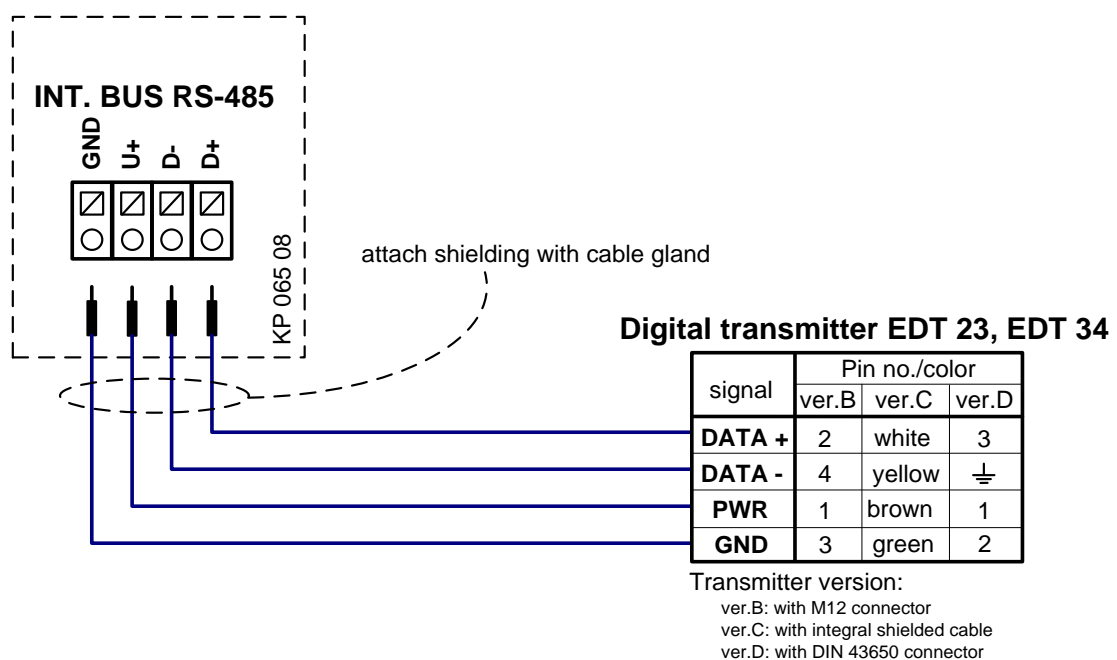 INT. BUS RS-485
GND U+ D- D+
KP 065 08
attach shielding with cable gland
Digital transmitter EDT 23, EDT 34
signal Pin no./color
ver.B ver.C ver.D
DATA + 2 white 3
DATA - 4 yellow ⏚
PWR 1 brown 1
GND 3 green 2
Transmitter version:
ver.B: with M12 connector
ver.C: with integral shielded cable
ver.D: with DIN 43650 connector